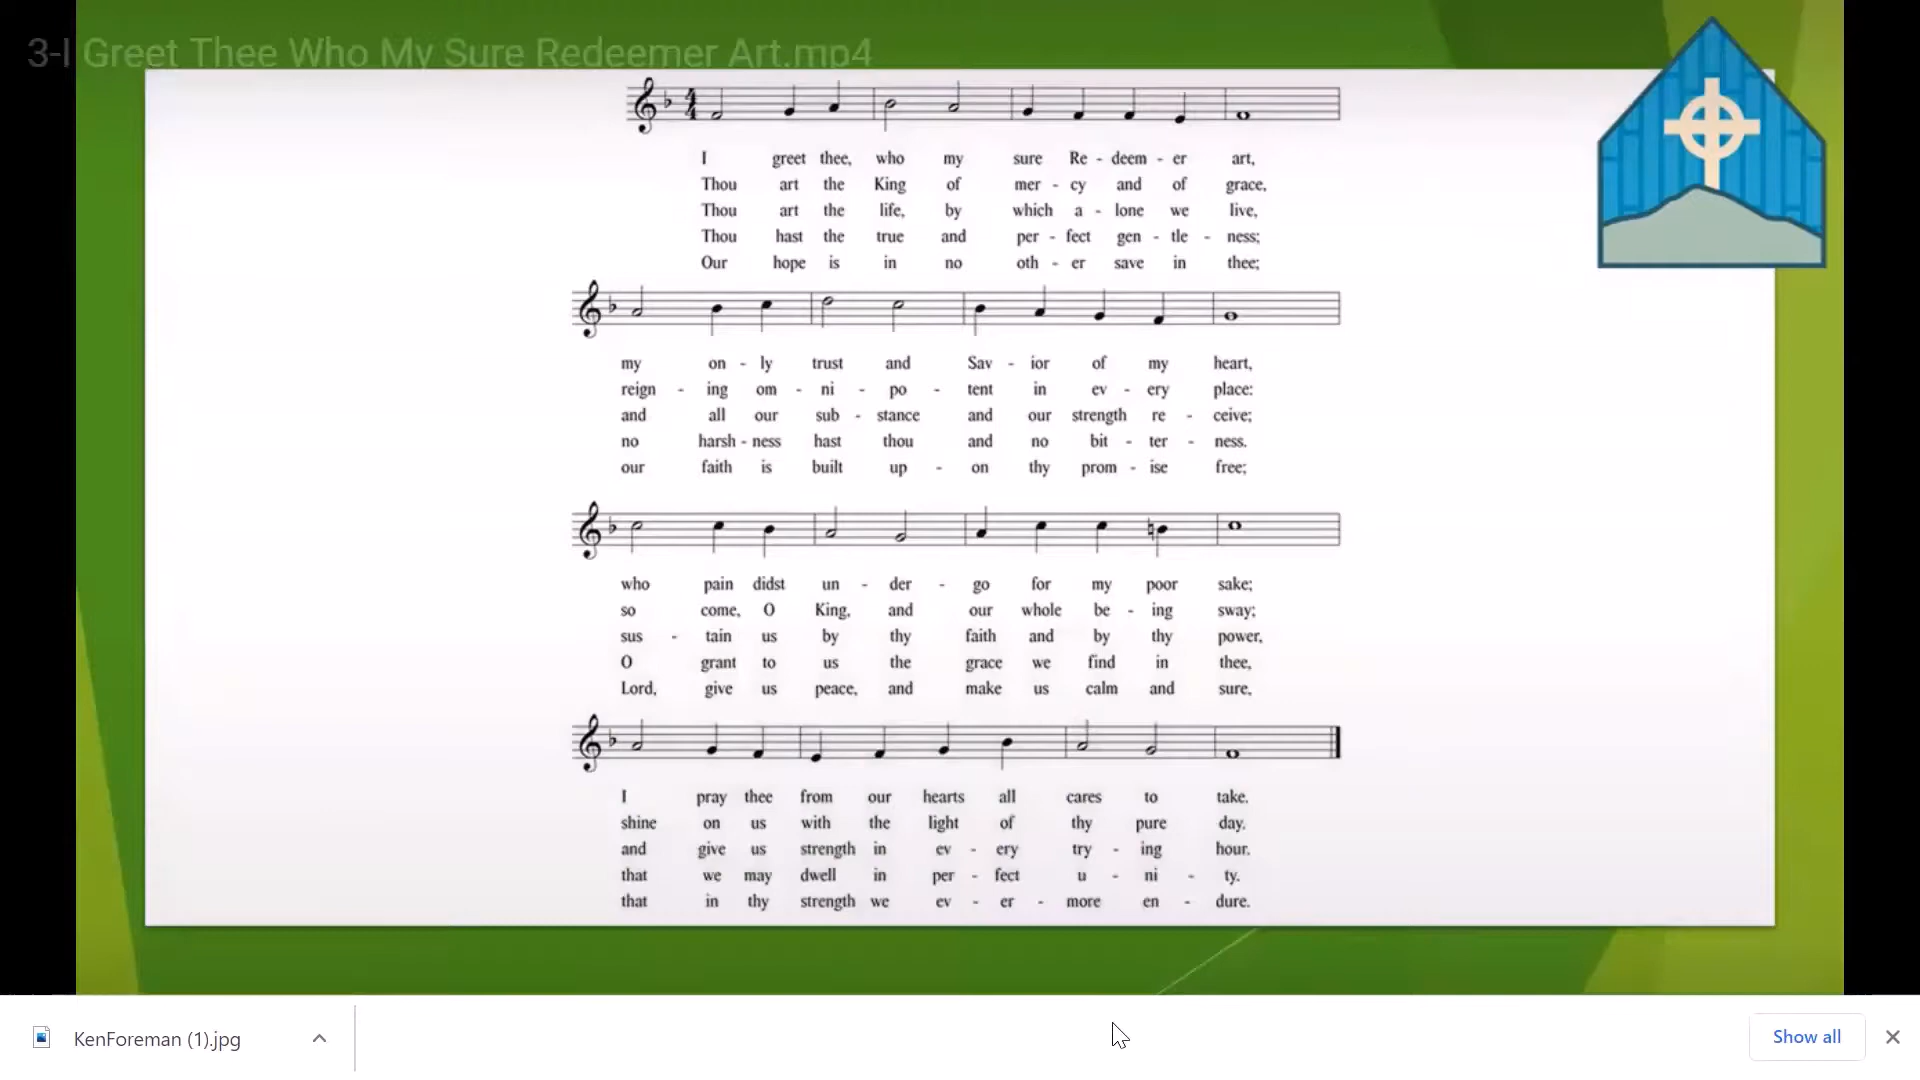 3-I Greet Thee Who My Sure Redeemer Art.mp4
I greet thee, who my sure Re - deem - er art,
Thou art the King of mer - cy and of grace,
Thou art the life, by which a - lone we live,
Thou hast the true and per - fect gen - tle - ness;
Our hope is in no oth - er save in thee;
my on - ly trust and Sav - ior of my heart,
reign - ing om - ni - po - tent in ev - ery place:
and all our sub - stance and our strength re - ceive;
no harsh - ness hast thou and no bit - ter - ness.
our faith is built up - on thy prom - ise free;
who pain didst un - der - go for my poor sake;
so come, O King, and our whole be - ing sway;
sus - tain us by thy faith and by thy power,
O grant to us the grace we find in thee,
Lord, give us peace, and make us calm and sure,
I pray thee from our hearts all cares to take.
shine on us with the light of thy pure day.
and give us strength in ev - ery try - ing hour.
that we may dwell in per - fect u - ni - ty.
that in thy strength we ev - er - more en - dure.
KenForeman (1).jpg
Show all